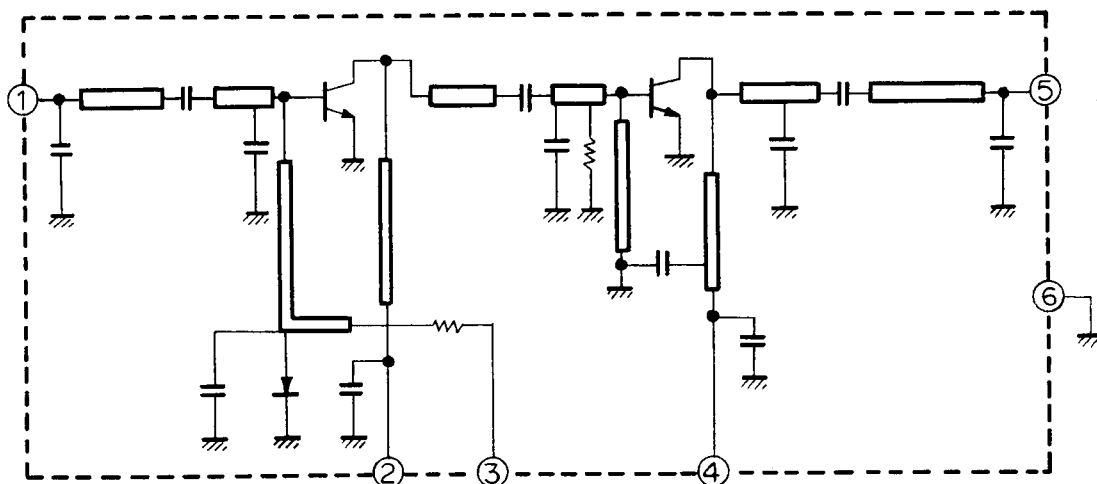 ① ⑤
⑥
② ③ ④